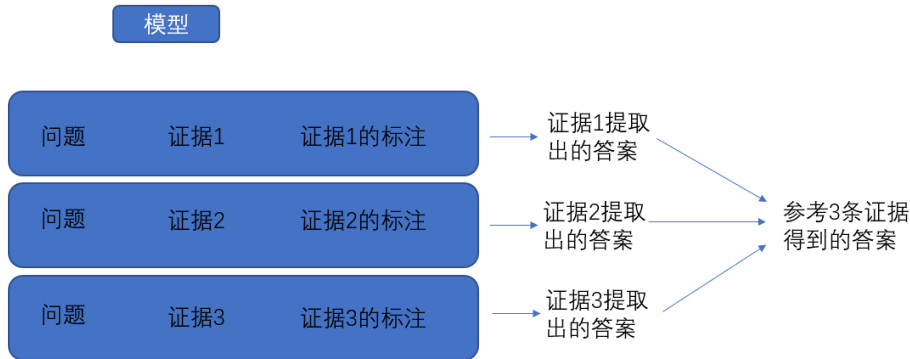 模型
问题 证据1 证据1的标注
证据1提取
出的答案
问题 证据2 证据2的标注
证据2提取
出的答案
参考3条证据
得到的答案
问题 证据3 证据3的标注
证据3提取
出的答案